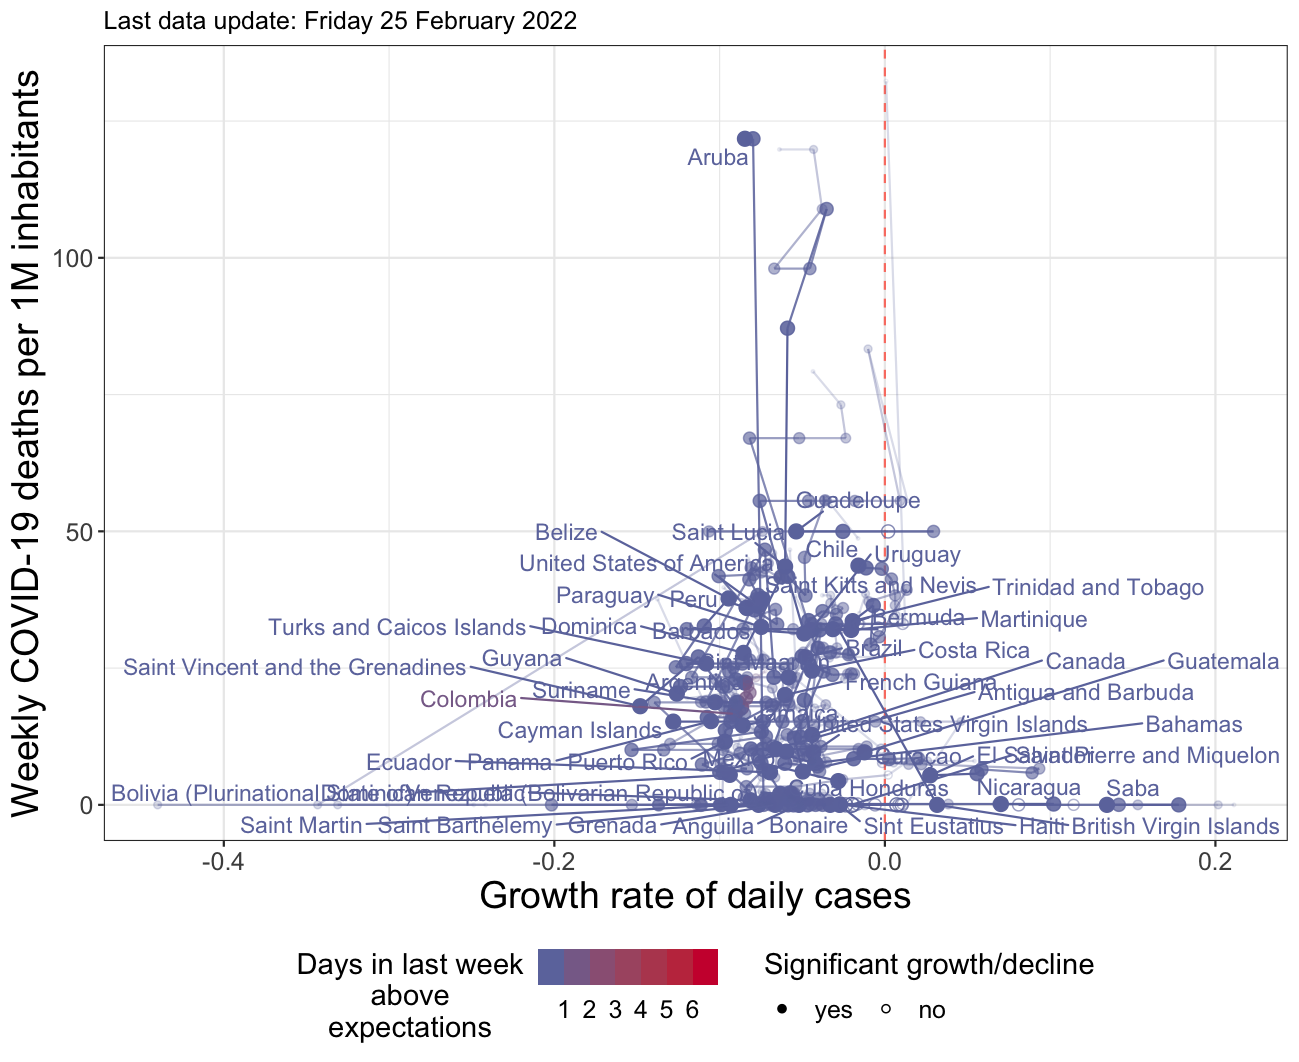 Last data update: Friday 25 February 2022
Weekly COVID-19 deaths per 1M inhabitants
100
50
0
Aruba
Guadeloupe
Belize
Saint Lucia
Chile
Uruguay
United States of America
Saint Kitts and Nevis
Trinidad and Tobago
Paraguay
Peru
Bermuda
Martinique
Turks and Caicos Islands
Dominica
Barbados
Brazil
Costa Rica
Guyana
Sint Maarten
Canada
Guatemala
Saint Vincent and the Grenadines
Argentina
French Guiana
Suriname
Antigua and Barbuda
Colombia
Jamaica
United States Virgin Islands
Bahamas
Cayman Islands
Ecuador
Panama
Puerto Rico
Mexico
Curaçao
El Salvador
Saint Pierre and Miquelon
Bolivia (Plurinational State of)
Dominican Republic
Venezuela (Bolivarian Republic of)
Cuba
Honduras
Nicaragua
Saba
Saint Martin
Saint Barthélemy
Grenada
Anguilla
Bonaire
Sint Eustatius
Haiti
British Virgin Islands
-0.4
-0.2
0.0
0.2
Growth rate of daily cases
Days in last week
above
expectations
1 2 3 4 5 6
Significant growth/decline
yes
no